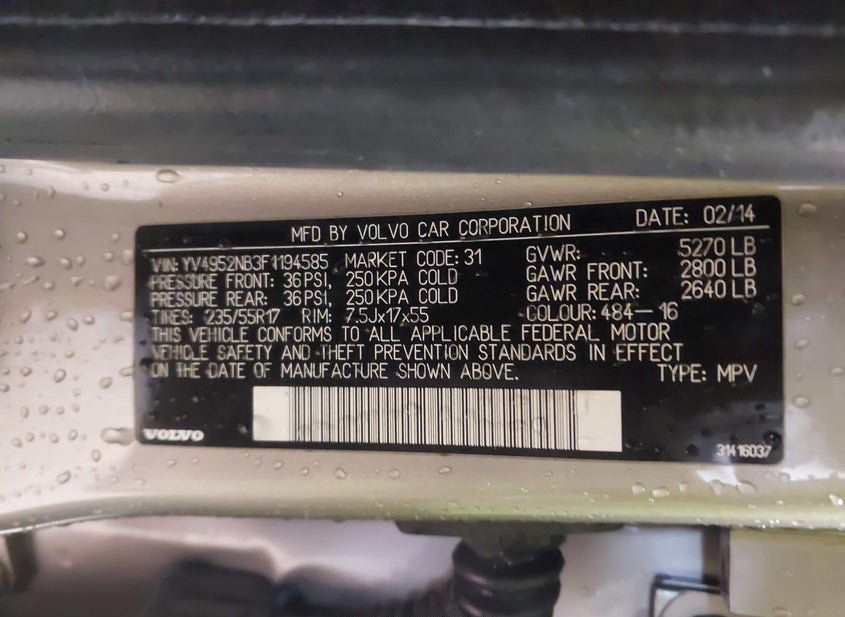 MFD BY VOLVO CAR CORPORATION DATE: 02/14
VIN: YV4952NB3F1194585 MARKET CODE: 31 GVWR: 5270 LB
PRESSURE FRONT: 36 PSI, 250 KPA COLD GAWR FRONT: 2800 LB
PRESSURE REAR: 36 PSI, 250 KPA COLD GAWR REAR: 2640 LB
TIRES: 235/55R17 RIM: 7.5Jx17x55 COLOUR: 484-16
THIS VEHICLE CONFORMS TO ALL APPLICABLE FEDERAL MOTOR
VEHICLE SAFETY AND THEFT PREVENTION STANDARDS IN EFFECT
ON THE DATE OF MANUFACTURE SHOWN ABOVE. TYPE: MPV
VOLVO 31416037